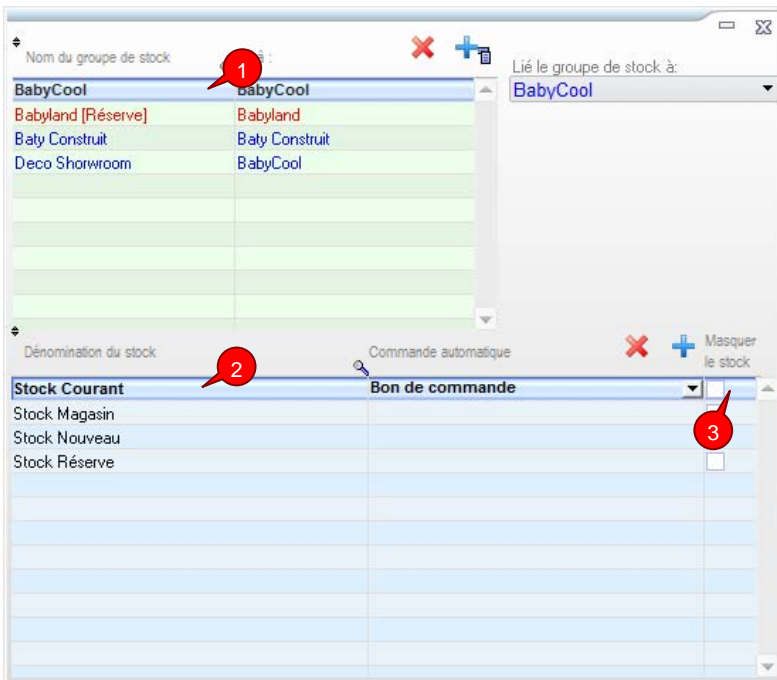 Nom du groupe de stock à :
Lié le groupe de stock à:
1
BabyCool BabyCool BabyCool
Babyland [Réserve] Babyland
Baty Construit Baty Construit
Deco Shorwroom BabyCool
Dénomination du stock Commande automatique Masquer le stock
2
Stock Courant Bon de commande
Stock Magasin
3
Stock Nouveau
Stock Réserve